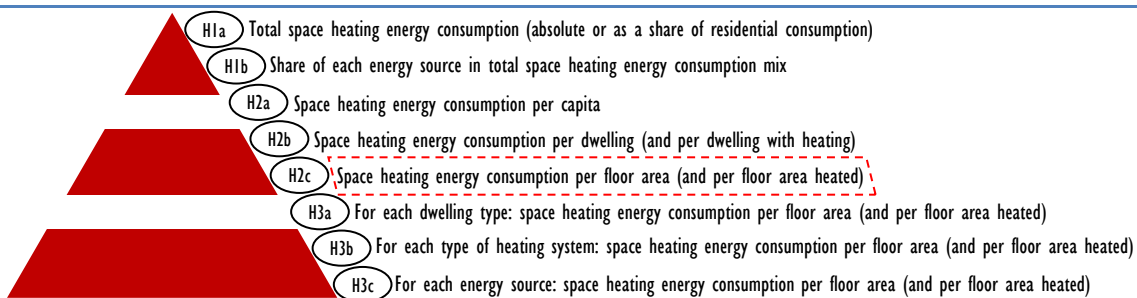 H1a Total space heating energy consumption (absolute or as a share of residential consumption)
H1b Share of each energy source in total space heating energy consumption mix
H2a Space heating energy consumption per capita
H2b Space heating energy consumption per dwelling (and per dwelling with heating)
H2c Space heating energy consumption per floor area (and per floor area heated)
H3a For each dwelling type: space heating energy consumption per floor area (and per floor area heated)
H3b For each type of heating system: space heating energy consumption per floor area (and per floor area heated)
H3c For each energy source: space heating energy consumption per floor area (and per floor area heated)